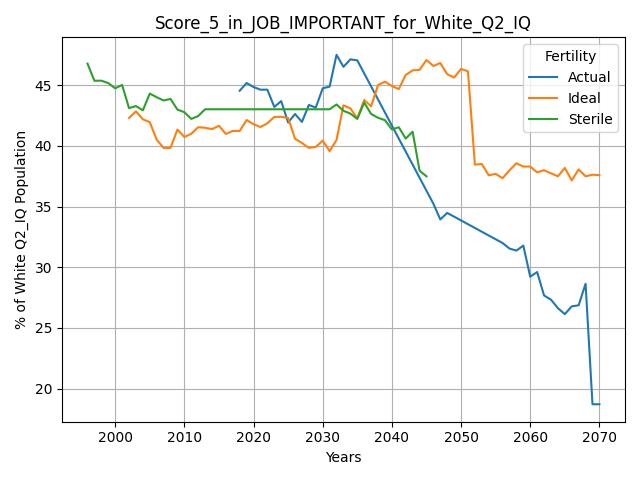 Score_5_in_JOB_IMPORTANT_for_White_Q2_IQ
Fertility
Actual
Ideal
Sterile
% of White Q2_IQ Population
45
40
35
30
25
20
2000
2010
2020
2030
2040
2050
2060
2070
Years